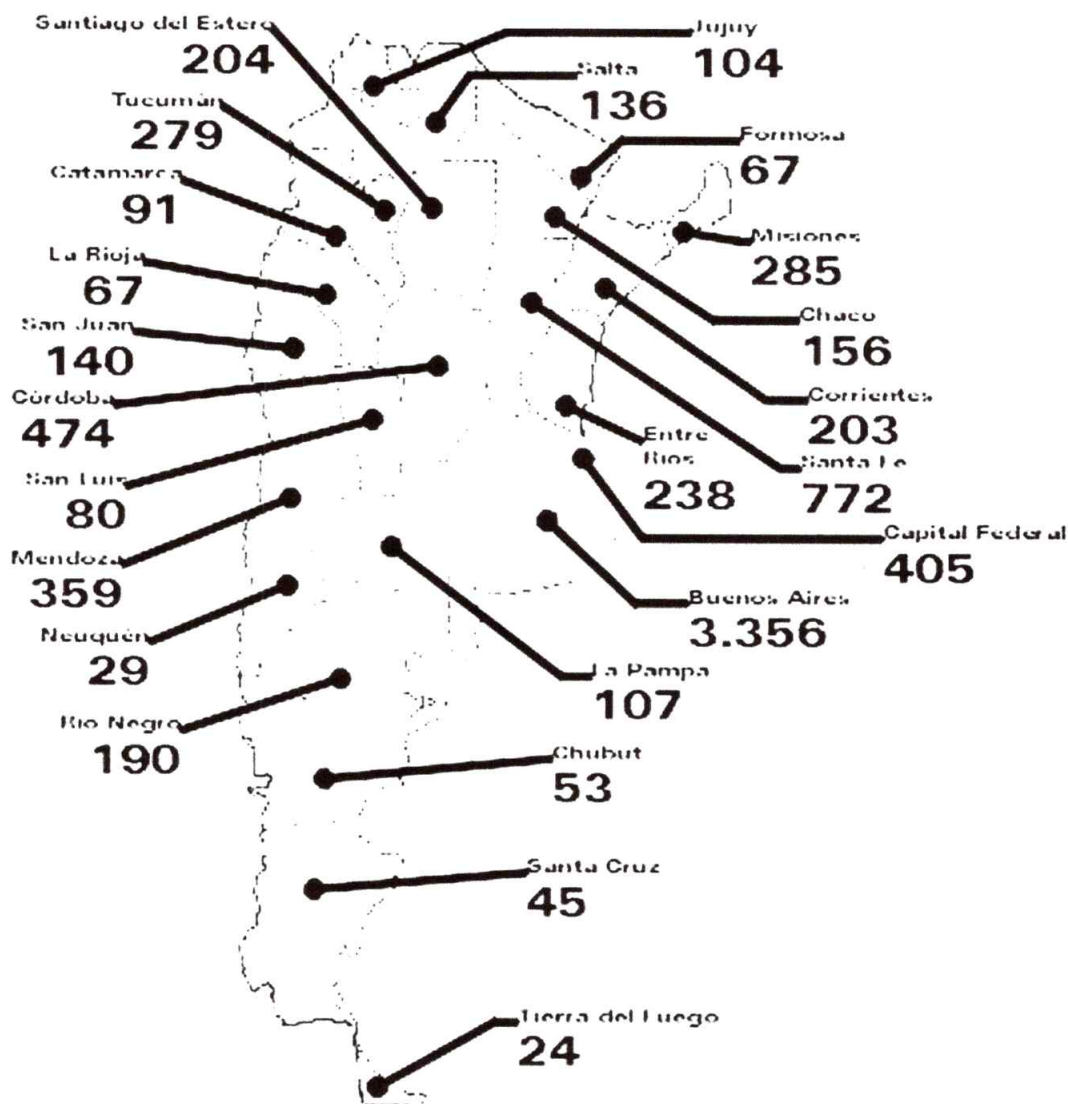 Santiago del Estero
204
Jujuy
104
Salta
136
Tucumán
279
Formosa
67
Catamarca
91
Misiones
285
La Rioja
67
Chaco
156
San Juan
140
Corrientes
203
Córdoba
474
Entre
Ríos
238
Santa Fe
772
San Luis
80
Capital Federal
405
Mendoza
359
Buenos Aires
3.356
Neuquén
29
La Pampa
107
Río Negro
190
Chubut
53
Santa Cruz
45
Tierra del Fuego
24